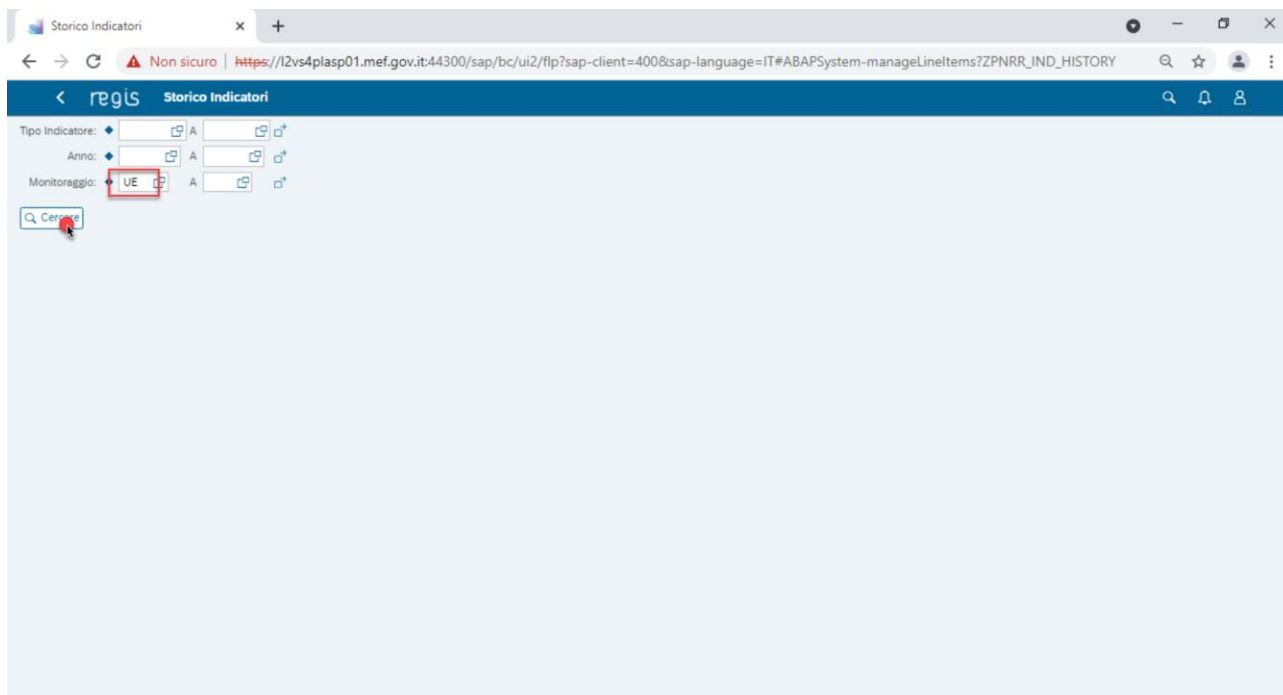 Storico Indicatori
Non sicuro | https://l2vs4plasp01.mef.gov.it:44300/sap/bc/ui2/flp?sap-client=400&sap-language=IT#ABAPSystem-manageLineItems?ZPNRR_IND_HISTORY
regis Storico Indicatori
Tipo Indicatore: A
Anno: A
Monitoraggio: UE A
Cercare